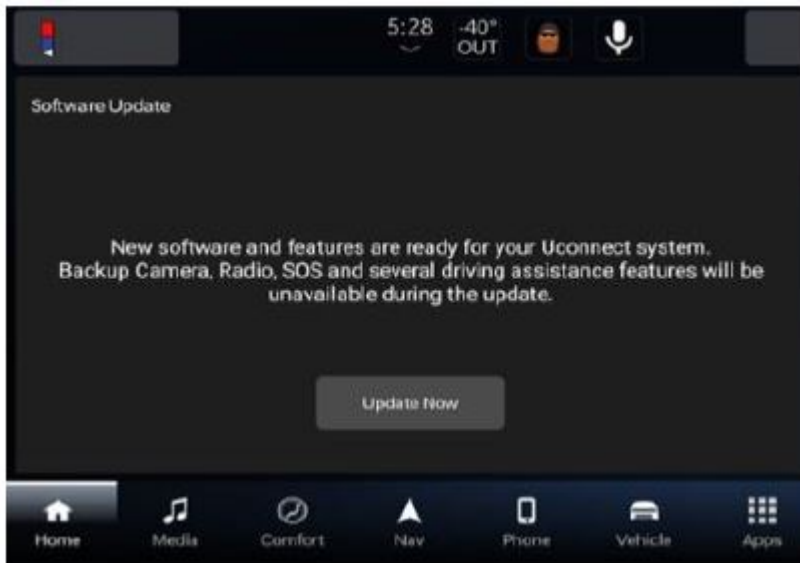 5:28
-40°
OUT
Software Update
New software and features are ready for your Uconnect system.
Backup Camera, Radio, SOS and several driving assistance features will be
unavailable during the update.
Update Now
Home Media Comfort Nav Phone Vehicle Apps